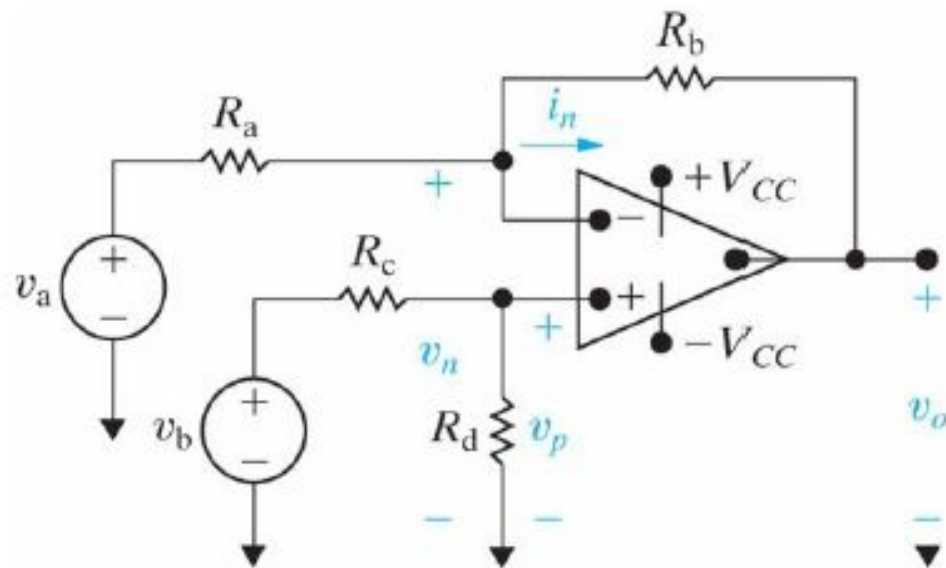 R_b
R_a
i_n
+
+V_CC
−
v_a
+
−
R_c
+
+
−V_CC
+
v_n
v_b
+
−
R_d
v_p
v_o
−
−
−